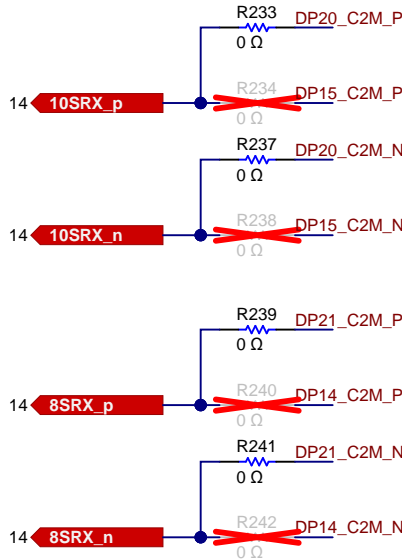 R233 DP20_C2M_P
0 Ω
R234
14 10SRX_p DP15_C2M_P
0 Ω
R237 DP20_C2M_N
0 Ω
R238
14 10SRX_n DP15_C2M_N
0 Ω
R239 DP21_C2M_P
0 Ω
R240
14 8SRX_p DP14_C2M_P
0 Ω
R241 DP21_C2M_N
0 Ω
R242
14 8SRX_n DP14_C2M_N
0 Ω